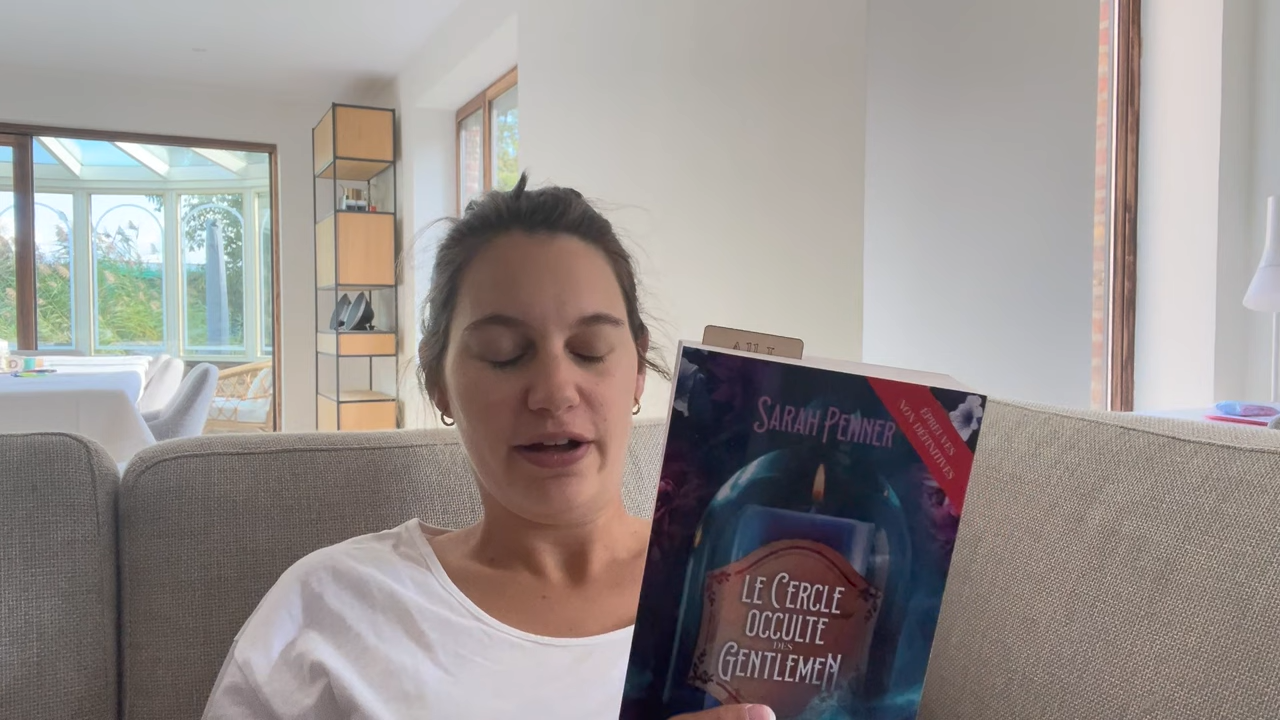 SARAH PENNER
ÉPREUVES
NON DÉFINITIVES
LE CERCLE
OCCULTE
DES
GENTLEMEN